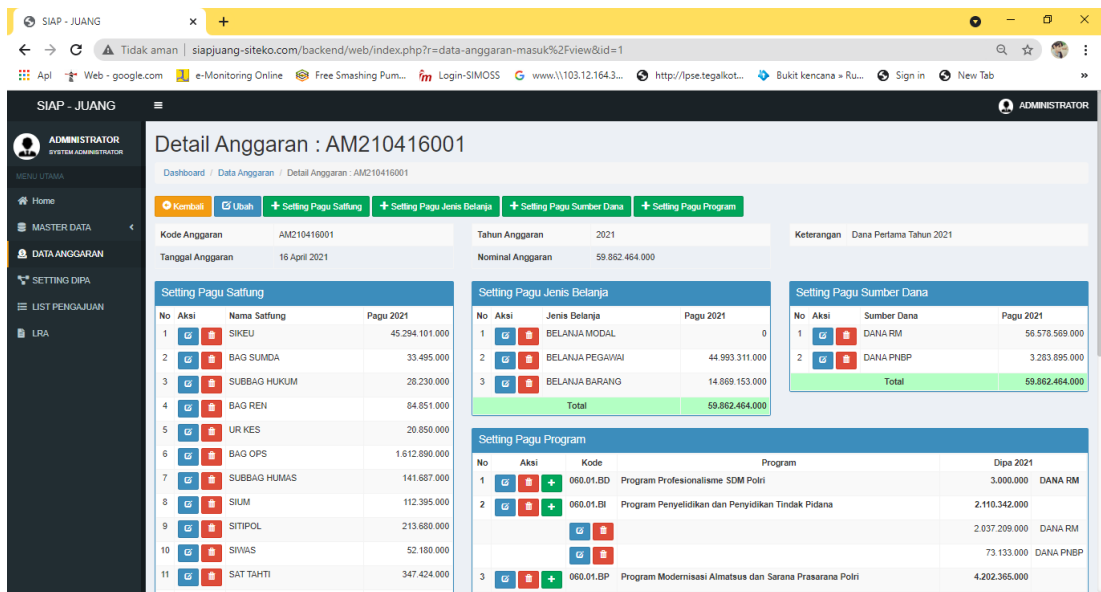 SIAP - JUANG
Tidak aman | siapjuang-siteko.com/backend/web/index.php?r=data-anggaran-masuk%2Fview&id=1
Apl Web - google.com e-Monitoring Online Free Smashing Pum... Login-SIMOSS www.\\103.12.164.3... http://lpse.tegalkot... Bukit kencana » Ru... Sign in New Tab »
SIAP - JUANG
ADMINISTRATOR
ADMINISTRATOR
SYSTEM ADMINISTRATOR
MENU UTAMA
Home
MASTER DATA
DATA ANGGARAN
SETTING DIPA
LIST PENGAJUAN
LRA
Detail Anggaran : AM210416001
Dashboard / Data Anggaran / Detail Anggaran : AM210416001
Kembali Ubah + Setting Pagu Satfung + Setting Pagu Jenis Belanja + Setting Pagu Sumber Dana + Setting Pagu Program
Kode Anggaran AM210416001
Tanggal Anggaran 16 April 2021
Tahun Anggaran 2021
Nominal Anggaran 59.862.464.000
Keterangan Dana Pertama Tahun 2021
Setting Pagu Satfung
No Aksi Nama Satfung Pagu 2021
1 SIKEU 45.294.101.000
2 BAG SUMDA 33.495.000
3 SUBBAG HUKUM 28.230.000
4 BAG REN 84.851.000
5 UR KES 20.850.000
6 BAG OPS 1.612.890.000
7 SUBBAG HUMAS 141.687.000
8 SIUM 112.395.000
9 SITIPOL 213.680.000
10 SIWAS 52.180.000
11 SAT TAHTI 347.424.000
Setting Pagu Jenis Belanja
No Aksi Jenis Belanja Pagu 2021
1 BELANJA MODAL 0
2 BELANJA PEGAWAI 44.993.311.000
3 BELANJA BARANG 14.869.153.000
Total 59.862.464.000
Setting Pagu Sumber Dana
No Aksi Sumber Dana Pagu 2021
1 DANA RM 56.578.569.000
2 DANA PNBP 3.283.895.000
Total 59.862.464.000
Setting Pagu Program
No Aksi Kode Program Dipa 2021
1 060.01.BD Program Profesionalisme SDM Polri 3.000.000 DANA RM
2 060.01.BI Program Penyelidikan dan Penyidikan Tindak Pidana 2.110.342.000
2.037.209.000 DANA RM
73.133.000 DANA PNBP
3 060.01.BP Program Modernisasi Almatsus dan Sarana Prasarana Polri 4.202.365.000